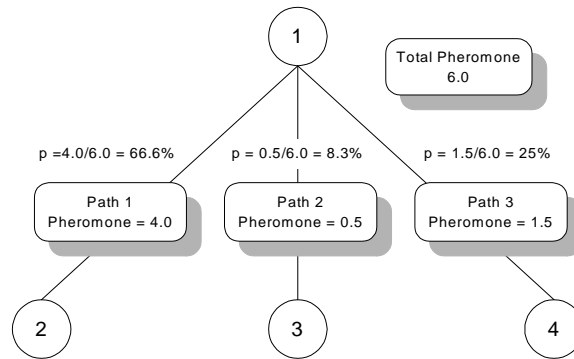 1
Total Pheromone
6.0
p =4.0/6.0 = 66.6%
p = 0.5/6.0 = 8.3%
p = 1.5/6.0 = 25%
Path 1
Pheromone = 4.0
Path 2
Pheromone = 0.5
Path 3
Pheromone = 1.5
2
3
4